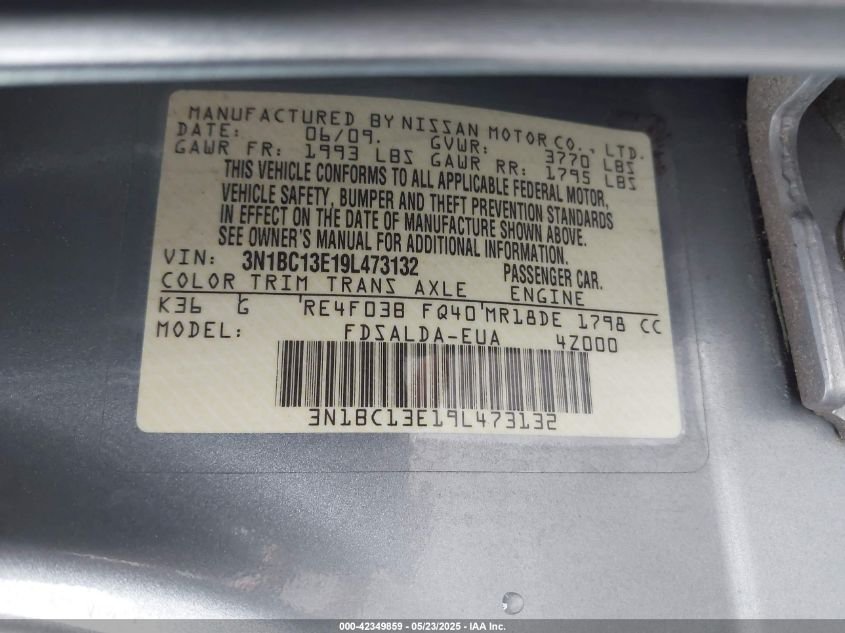 MANUFACTURED BY NISSAN MOTOR CO., LTD.
DATE: 06/09. GVWR: 3770 LBS
GAWR FR: 1993 LBS GAWR RR: 1795 LBS
THIS VEHICLE CONFORMS TO ALL APPLICABLE FEDERAL MOTOR
VEHICLE SAFETY, BUMPER AND THEFT PREVENTION STANDARDS
IN EFFECT ON THE DATE OF MANUFACTURE SHOWN ABOVE.
SEE OWNER'S MANUAL FOR ADDITIONAL INFORMATION.
VIN: 3N1BC13E19L473132 PASSENGER CAR.
COLOR TRIM TRANS AXLE ENGINE
K36 G RE4F03B FQ40 MR18DE 1798 CC
MODEL: FDSALDA-EUA 4Z000
3N1BC13E19L473132
000-42349859 - 05/23/2025 - IAA Inc.